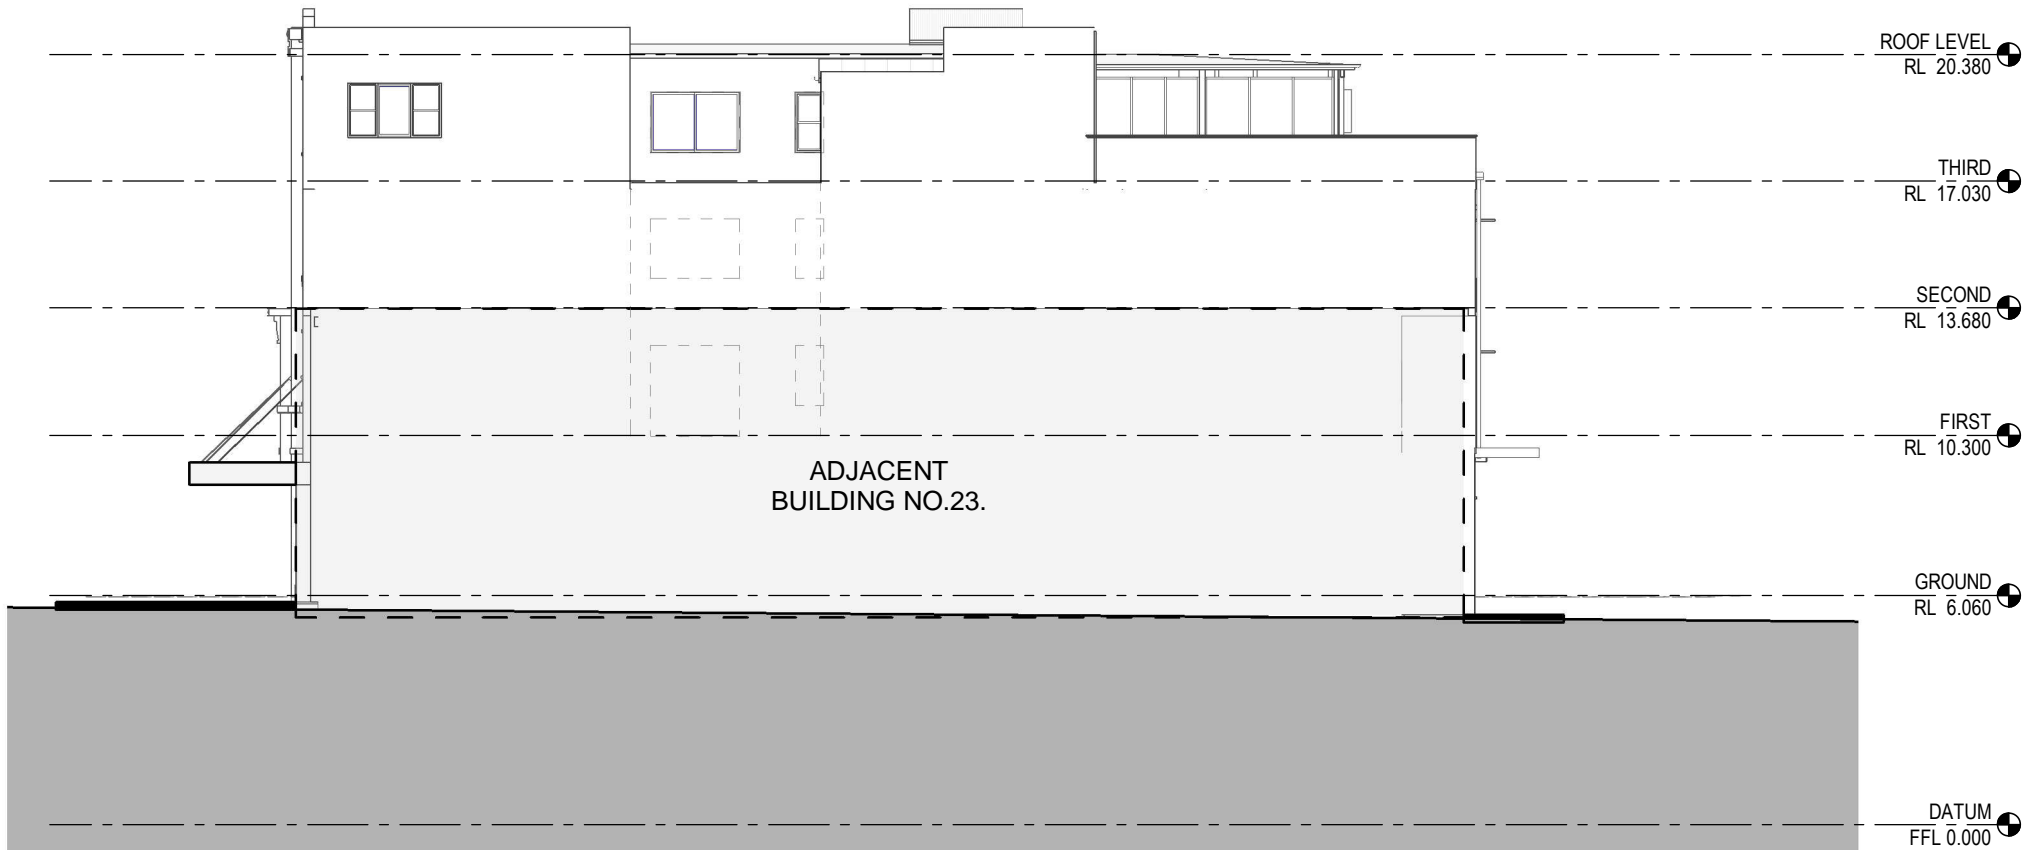 ROOF LEVEL
RL 20.380
THIRD
RL 17.030
SECOND
RL 13.680
FIRST
RL 10.300
ADJACENT
BUILDING NO.23.
GROUND
RL 6.060
DATUM
FFL 0.000